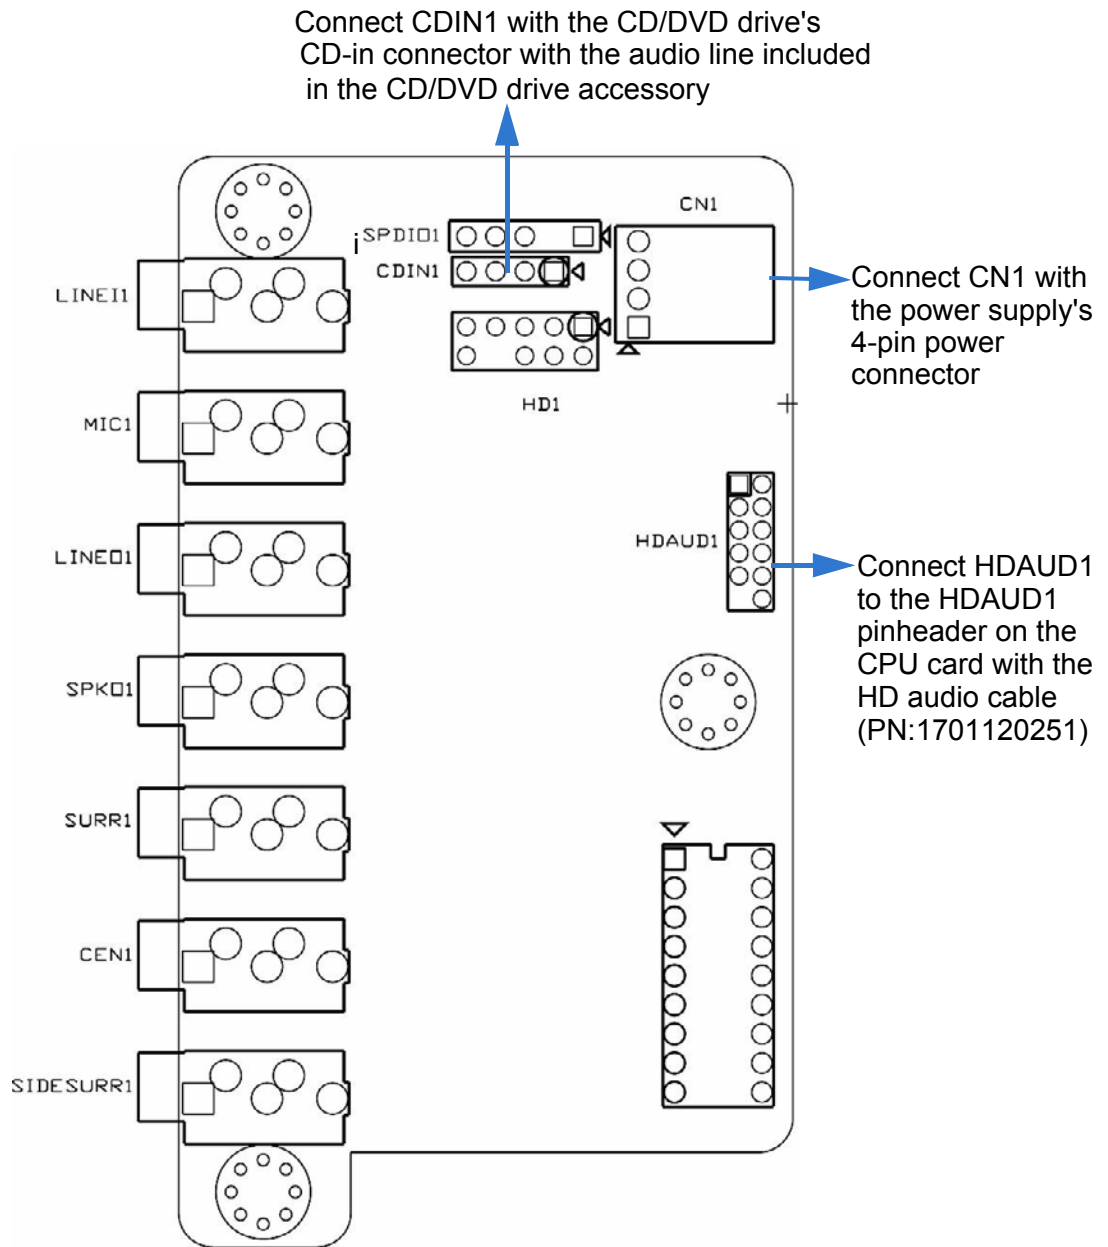 Connect CDIN1 with the CD/DVD drive's
CD-in connector with the audio line included
in the CD/DVD drive accessory
CN1
iSPDIO1
CDIN1
LINEI1
Connect CN1 with
the power supply's
4-pin power
connector
HD1
MIC1
HDAUD1
LINEO1
Connect HDAUD1
to the HDAUD1
pinheader on the
CPU card with the
HD audio cable
(PN:1701120251)
SPKO1
SURR1
CEN1
SIDESURR1